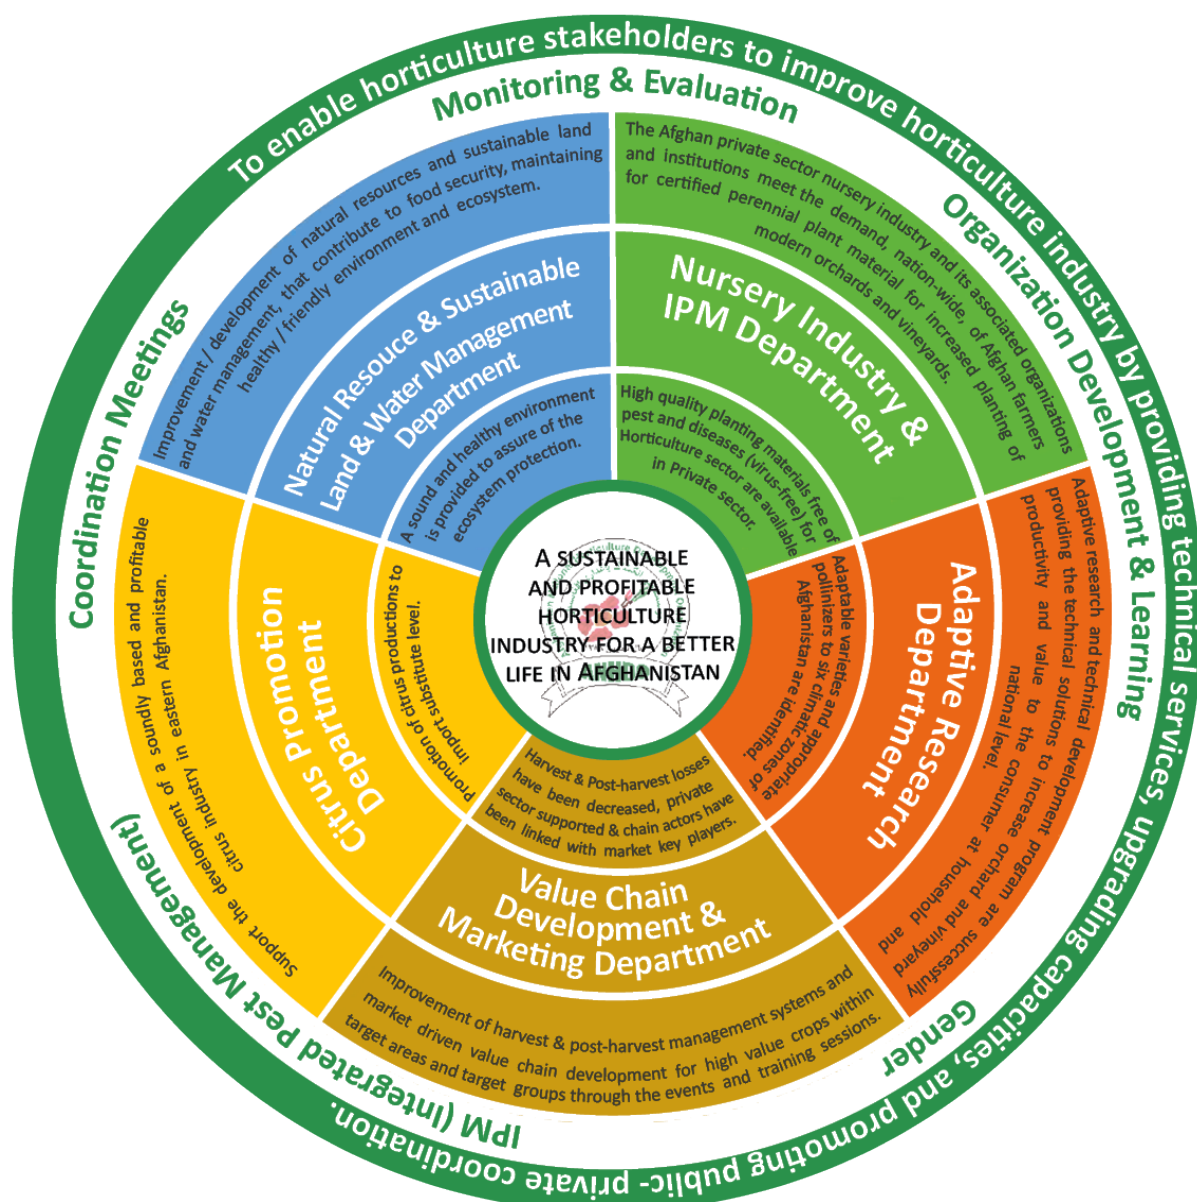 To enable horticulture stakeholders to improve horticulture industry by providing technical services, upgrading capacities, and promoting public- private coordination.
Monitoring & Evaluation
Organization Development & Learning
Gender
IPM (Integrated Pest Management)
Coordination Meetings
The Afghan private sector nursery industry and its associated organizations
and institutions meet the demand, nation-wide, of Afghan farmers
for certified perennial plant material for increased planting of
modern orchards and vineyards.
Nursery Industry &
IPM Department
High quality planting materials free of
pest and diseases (virus-free) for
Horticulture sector are available
in Private sector.
Adaptive research and technical development program are successfully
providing the technical solutions to increase orchard and vineyard
productivity and value to the consumer at household and
national level.
Adaptive Research
Department
Adaptable varieties and appropriate
pollinizers to six climatic zones of
Afghanistan are identified.
Harvest & Post-harvest losses
have been decreased, private
sector supported & chain actors have
been linked with market key players.
Value Chain
Development &
Marketing Department
Improvement of harvest & post-harvest management systems and
market driven value chain development for high value crops within
target areas and target groups through the events and training sessions.
Support the development of a soundly based and profitable
citrus industry in eastern Afghanistan.
Citrus Promotion
Department
Promotion of citrus productions to
Import substitute level.
Improvement / development of natural resources and sustainable land
and water management, that contribute to food security, maintaining
healthy / friendly environment and ecosystem.
Natural Resouce & Sustainable
Land & Water Management
Department
A sound and healthy environment
is provided to assure of the
ecosystem protection.
A SUSTAINABLE
AND PROFITABLE
HORTICULTURE
INDUSTRY FOR A BETTER
LIFE IN AFGHANISTAN